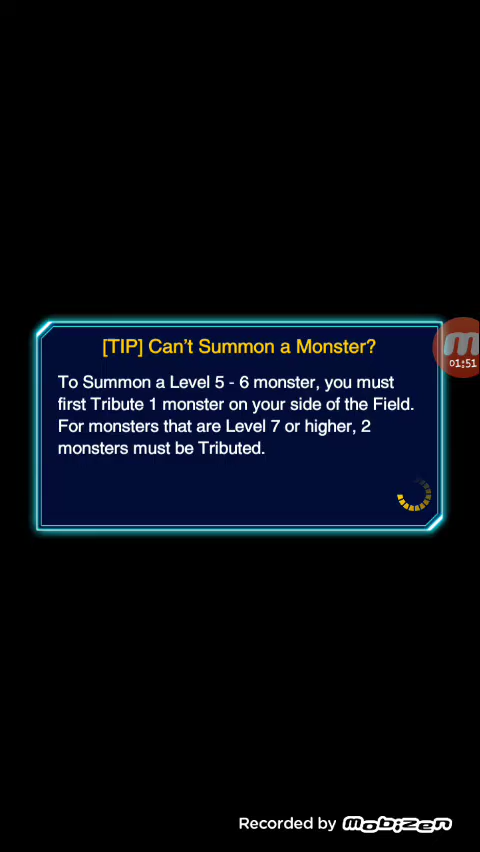 [TIP] Can't Summon a Monster?
To Summon a Level 5 - 6 monster, you must
first Tribute 1 monster on your side of the Field.
For monsters that are Level 7 or higher, 2
monsters must be Tributed.
m
01:51
Recorded by mobizen